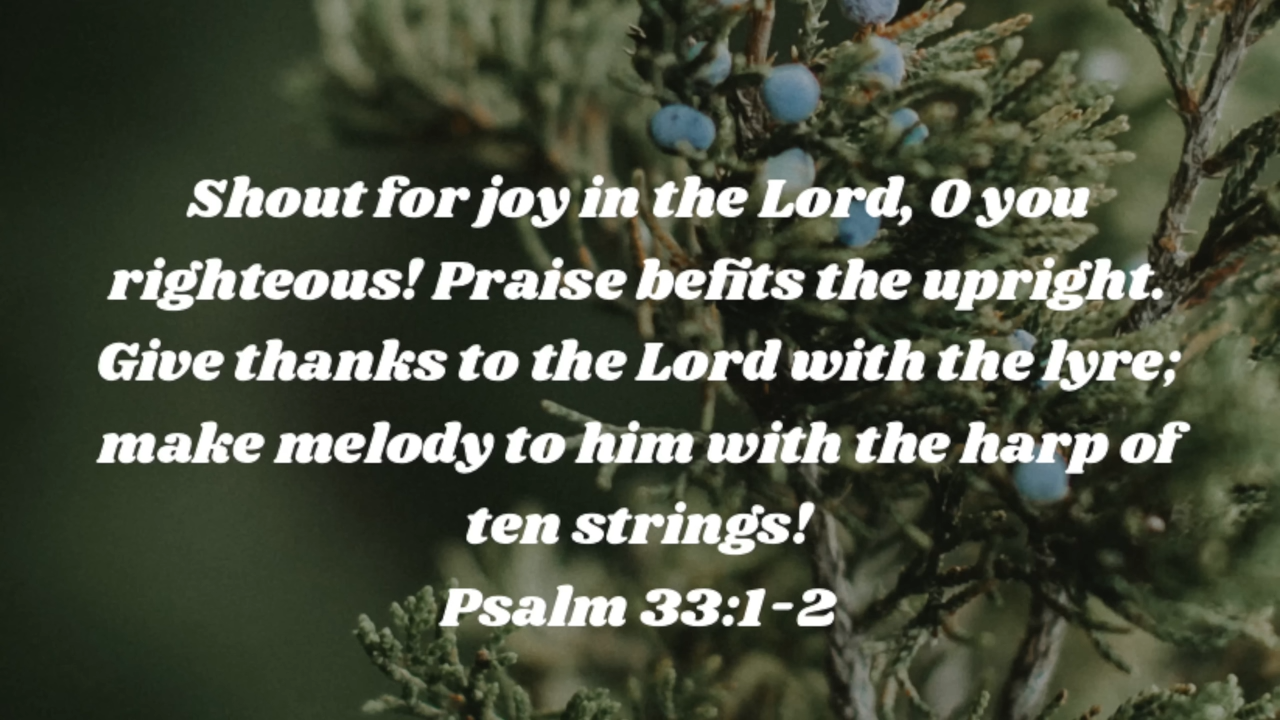 Shout for joy in the Lord, O you
righteous! Praise befits the upright.
Give thanks to the Lord with the lyre;
make melody to him with the harp of
ten strings!
Psalm 33:1-2